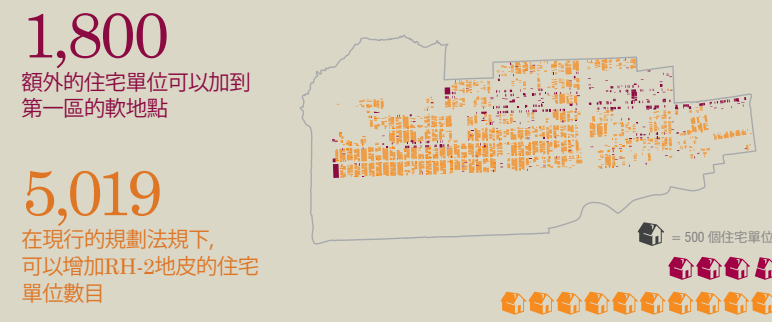 1,800
額外的住宅單位可以加到
第一區的軟地點
5,019
在現行的規劃法規下,
可以增加RH-2地皮的住宅
單位數目
= 500 個住宅單位